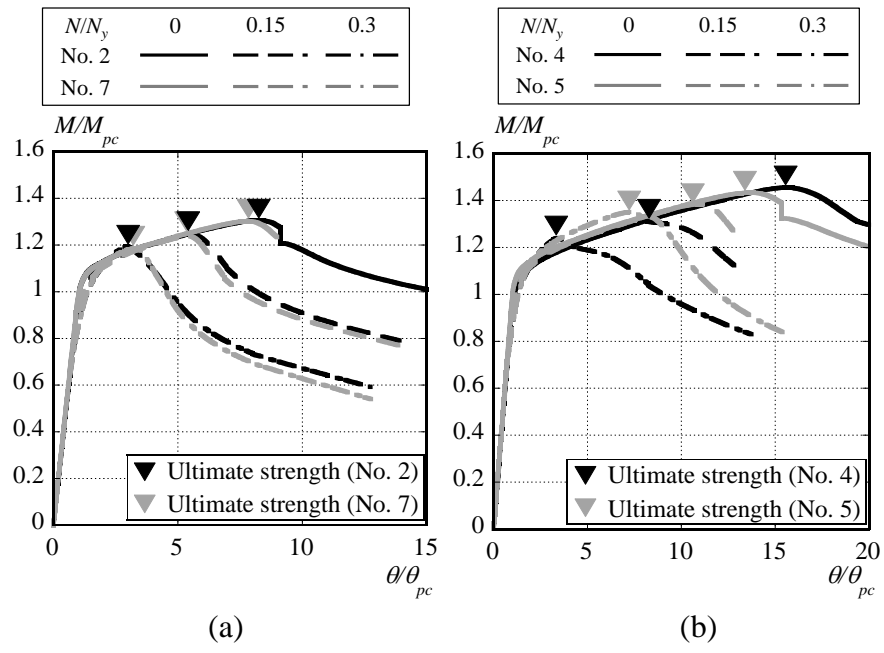 N/Ny 0 0.15 0.3
No. 2
No. 7
M/Mpc
1.6
1.4
1.2
1
0.8
0.6
0.4
0.2
0
Ultimate strength (No. 2)
Ultimate strength (No. 7)
0 5 10 15
θ/θpc
(a)
N/Ny 0 0.15 0.3
No. 4
No. 5
M/Mpc
1.6
1.4
1.2
1
0.8
0.6
0.4
0.2
0
Ultimate strength (No. 4)
Ultimate strength (No. 5)
0 5 10 15 20
θ/θpc
(b)